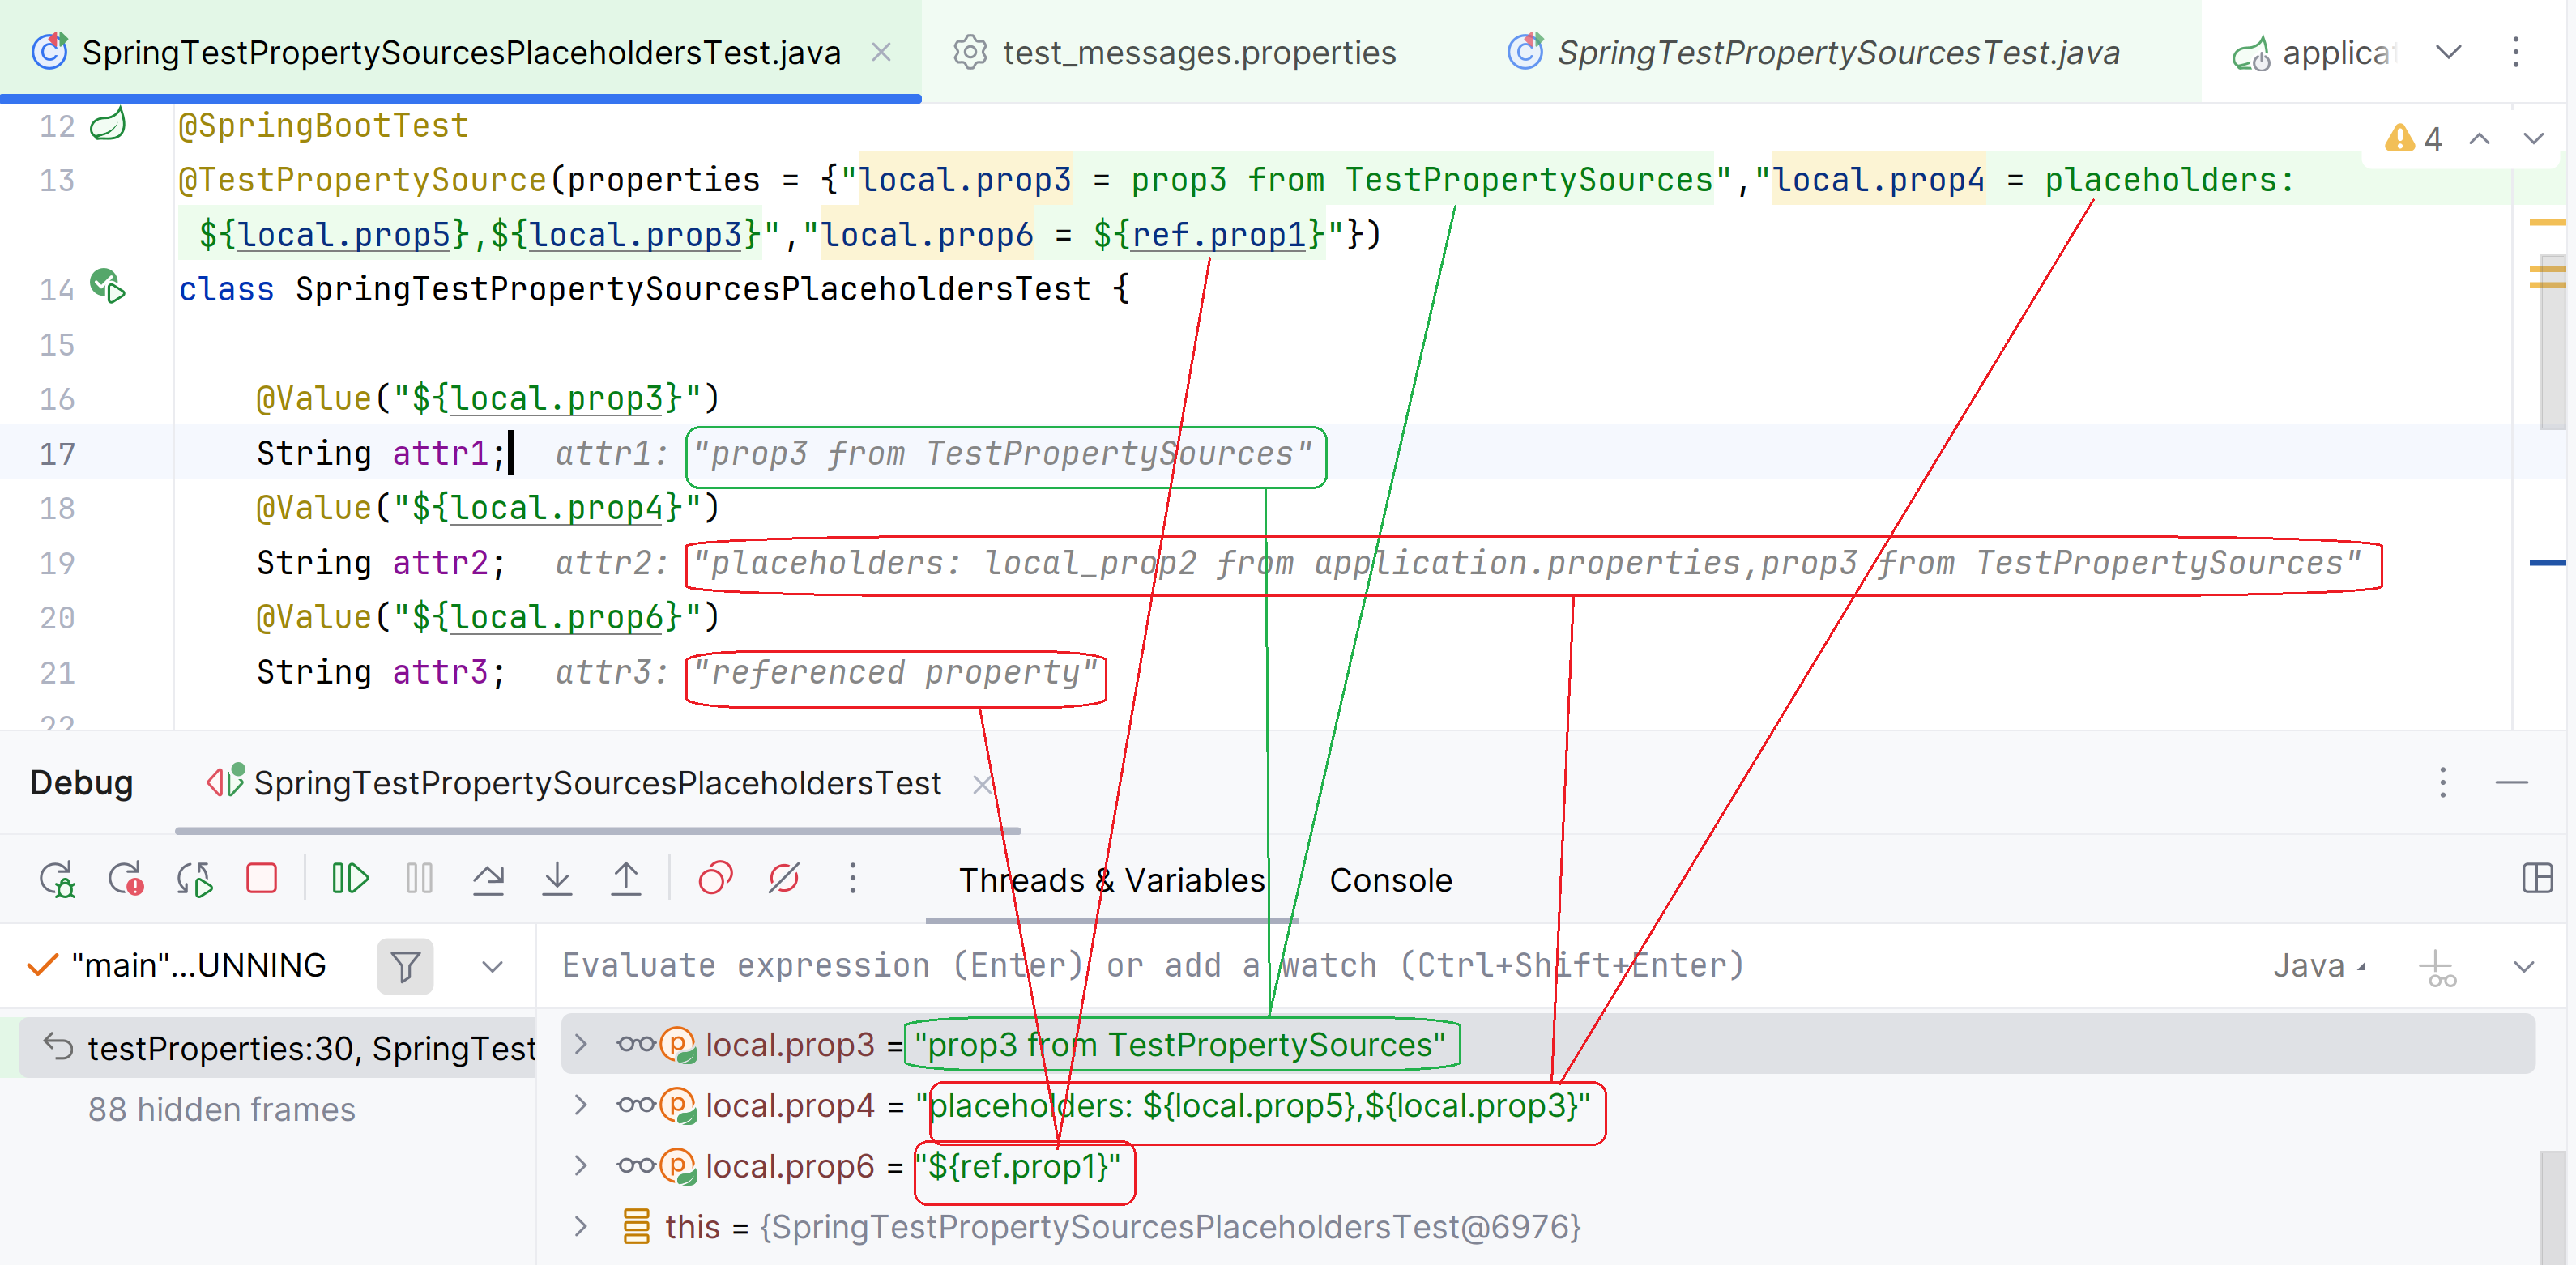 SpringTestPropertySourcesPlaceholdersTest.java test_messages.properties SpringTestPropertySourcesTest.java
12 @SpringBootTest
4
13 @TestPropertySource(properties = {"local.prop3 = prop3 from TestPropertySources","local.prop4 = placeholders:
${local.prop5},${local.prop3}","local.prop6 = ${ref.prop1}"})
14 class SpringTestPropertySourcesPlaceholdersTest {
15
16 @Value("${local.prop3}")
17 String attr1; attr1: "prop3 from TestPropertySources"
18 @Value("${local.prop4}")
19 String attr2; attr2: "placeholders: local_prop2 from application.properties,prop3 from TestPropertySources"
20 @Value("${local.prop6}")
21 String attr3; attr3: "referenced property"
22
Debug SpringTestPropertySourcesPlaceholdersTest
Threads & Variables Console
"main"...UNNING Evaluate expression (Enter) or add a watch (Ctrl+Shift+Enter) Java
testProperties:30, SpringTest
88 hidden frames
local.prop3 = "prop3 from TestPropertySources"
local.prop4 = "placeholders: ${local.prop5},${local.prop3}"
local.prop6 = "${ref.prop1}"
this = {SpringTestPropertySourcesPlaceholdersTest@6976}